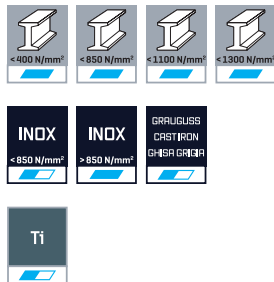 <400 N/mm² <850 N/mm² <1100 N/mm² <1300 N/mm²
INOX INOX GRAUGUSS
CAST IRON
<850 N/mm² >850 N/mm² GHISA GRIGIA
Ti